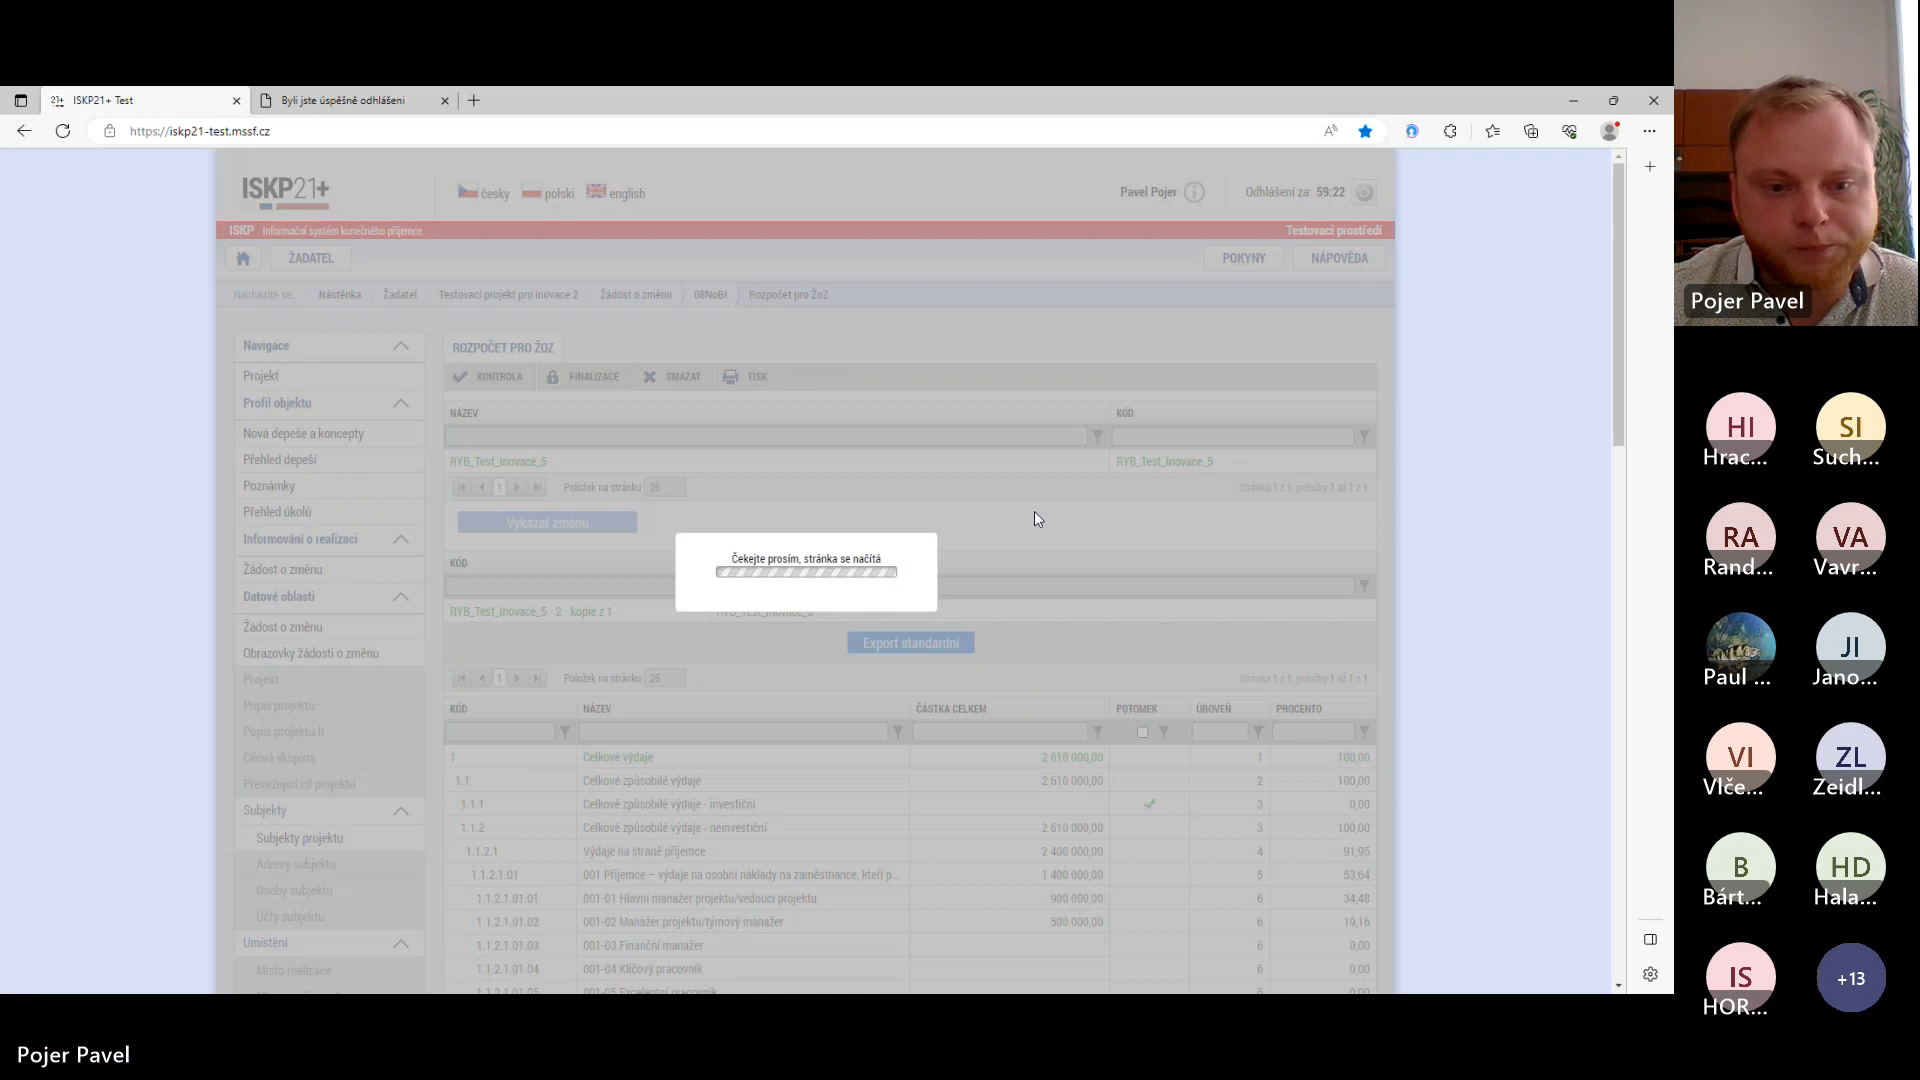 ISKP21+ Test
Byli jste úspěšně odhlášeni
https://iskp21-test.mssf.cz
ISKP21+
česky
polski
english
Pavel Pojer
Odhlášení za: 59:22
ISKP Informační systém konečného příjemce
Testovací prostředí
ŽADATEL
POKYNY
NÁPOVĚDA
Nacházíte se: Nástěnka Žadatel Testovací projekt pro inovace 2 Žádost o změnu 08NoBI Rozpočet pro ŽoZ
Navigace
Projekt
Profil objektu
Nová depeše a koncepty
Přehled depeší
Poznámky
Přehled úkolů
Informování o realizaci
Žádost o změnu
Datové oblasti
Žádost o změnu
Obrazovky žádosti o změnu
Projekt
Popis projektu
Popis projektu II
Cílová skupina
Převažující cíl projektu
Subjekty
Subjekty projektu
Adresy subjektu
Osoby subjektu
Účty subjektu
Umístění
Místo realizace
ROZPOČET PRO ŽOZ
KONTROLA FINALIZACE SMAZAT TISK
NÁZEV KÓD
RYB_Test_Inovace_5 RYB_Test_Inovace_5
1 Položek na stránku 25 Stránka 1 z 1, položky 1 až 1 z 1
Vykázat změnu
KÓD
Čekejte prosím, stránka se načítá
RYB_Test_Inovace_5 - 2 - kopie z 1 RYB_Test_Inovace_5
Export standardní
1 Položek na stránku 25 Stránka 1 z 1, položky 1 až 1 z 1
KÓD NÁZEV ČÁSTKA CELKEM POTOMEK ÚROVEŇ PROCENTO
1 Celkové výdaje 2 610 000,00 1 100,00
1.1 Celkové způsobilé výdaje 2 610 000,00 2 100,00
1.1.1 Celkové způsobilé výdaje - investiční 3 0,00
1.1.2 Celkové způsobilé výdaje - neinvestiční 2 610 000,00 3 100,00
1.1.2.1 Výdaje na straně příjemce 2 400 000,00 4 91,95
1.1.2.1.01 001 Příjemce – výdaje na osobní náklady na zaměstnance, kteří p... 1 400 000,00 5 53,64
1.1.2.1.01.01 001-01 Hlavní manažer projektu/vedoucí projektu 900 000,00 6 34,48
1.1.2.1.01.02 001-02 Manažer projektu/týmový manažer 500 000,00 6 19,16
1.1.2.1.01.03 001-03 Finanční manažer 6 0,00
1.1.2.1.01.04 001-04 Klíčový pracovník 6 0,00
1.1.2.1.01.05 001-05 Excelentní pracovník 6 0,00
Pojer Pavel
HI SI
Hrac... Such...
RA VA
Rand... Vavr...
JI
Paul ... Jano...
VI ZL
Vlče... Zeidl...
B HD
Bárt... Hala...
IS +13
HOR...
Pojer Pavel